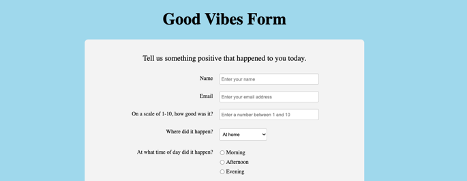 Good Vibes Form
Tell us something positive that happened to you today.
Name
Enter your name
Email
Enter your email address
On a scale of 1-10, how good was it?
Enter a number between 1 and 10
Where did it happen?
At home
At what time of day did it happen?
Morning
Afternoon
Evening